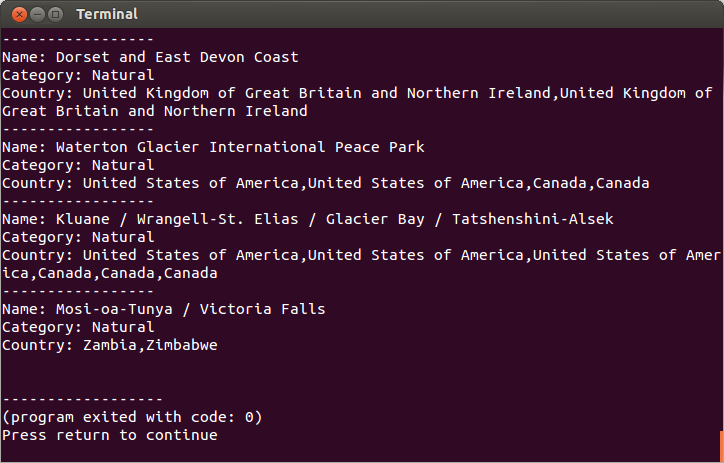 Terminal
-----------------
Name: Dorset and East Devon Coast
Category: Natural
Country: United Kingdom of Great Britain and Northern Ireland,United Kingdom of
Great Britain and Northern Ireland
-----------------
Name: Waterton Glacier International Peace Park
Category: Natural
Country: United States of America,United States of America,Canada,Canada
-----------------
Name: Kluane / Wrangell-St. Elias / Glacier Bay / Tatshenshini-Alsek
Category: Natural
Country: United States of America,United States of America,United States of Amer
ica,Canada,Canada,Canada
-----------------
Name: Mosi-oa-Tunya / Victoria Falls
Category: Natural
Country: Zambia,Zimbabwe
------------------
(program exited with code: 0)
Press return to continue